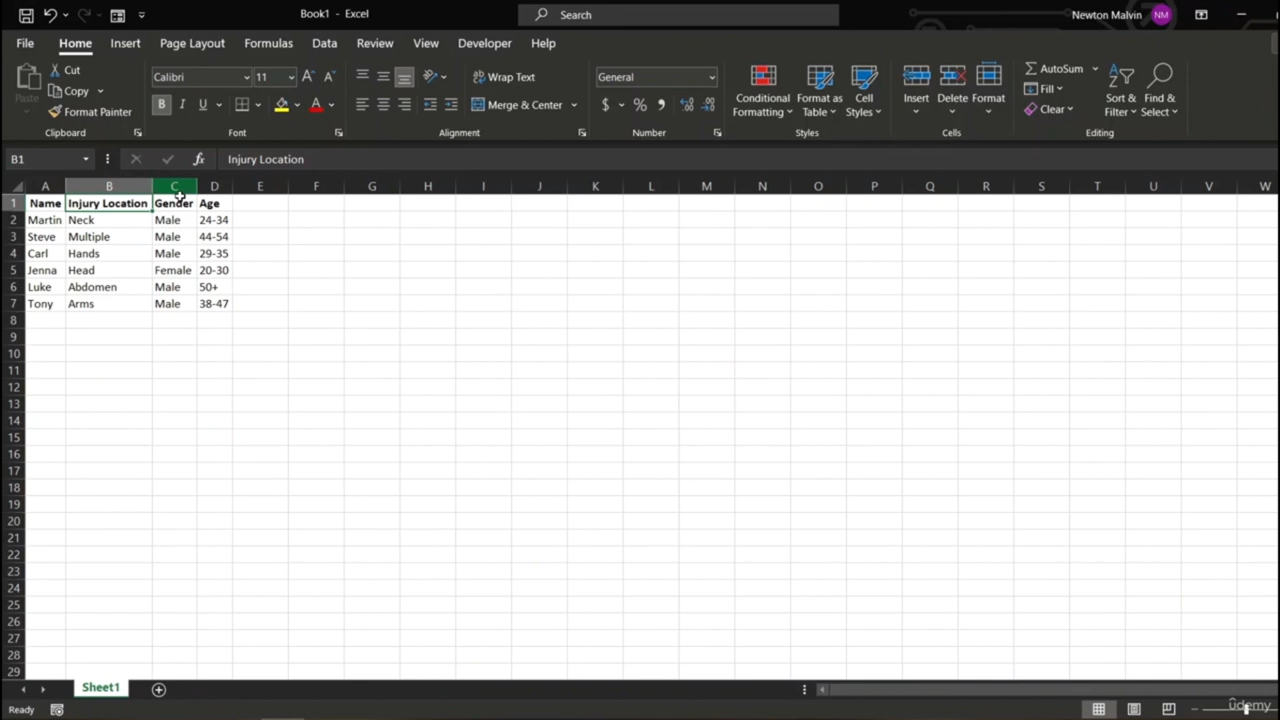 Book1 - Excel
Search
Newton Malvin NM
File Home Insert Page Layout Formulas Data Review View Developer Help
Paste
Cut
Copy
Format Painter
Clipboard
Calibri 11
B I U
Font
Wrap Text
Merge & Center
Alignment
General
$ % ,
Number
Conditional Formatting
Format as Table
Cell Styles
Styles
Insert Delete Format
Cells
AutoSum
Fill
Clear
Sort & Filter
Find & Select
Editing
B1 fx Injury Location
A B C D E F G H I J K L M N O P Q R S T U V W
1 Name Injury Location Gender Age
2 Martin Neck Male 24-34
3 Steve Multiple Male 44-54
4 Carl Hands Male 29-35
5 Jenna Head Female 20-30
6 Luke Abdomen Male 50+
7 Tony Arms Male 38-47
8
9
10
11
12
13
14
15
16
17
18
19
20
21
22
23
24
25
26
27
28
29
Sheet1
Ready
udemy